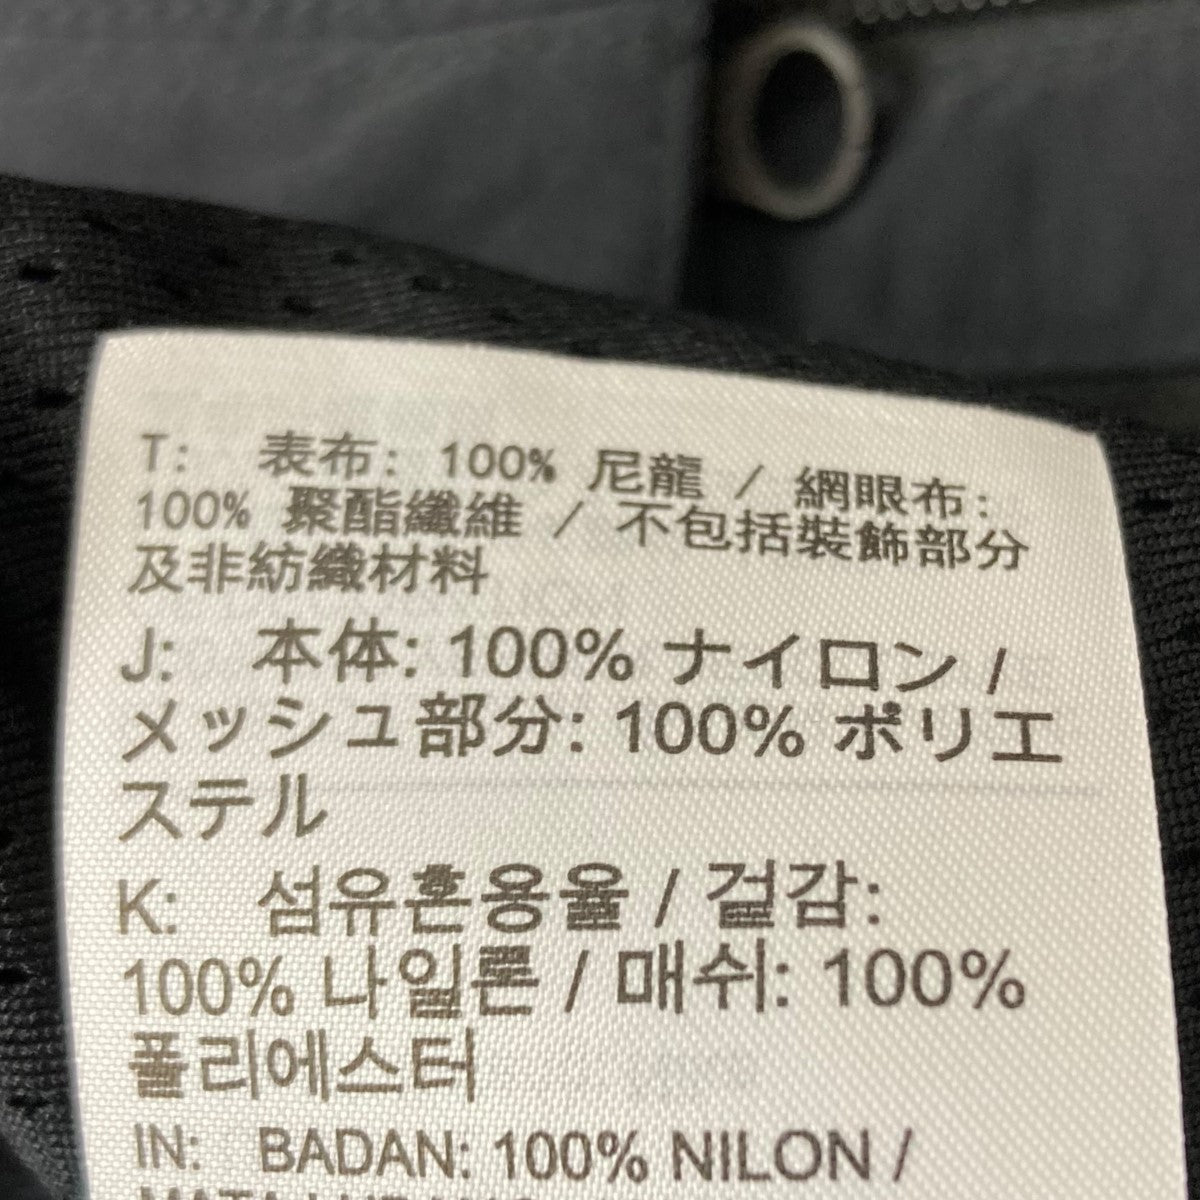 T: 表布: 100% 尼龍 / 網眼布:
100% 聚酯纖維 / 不包括裝飾部分
及非紡織材料
J: 本体: 100% ナイロン /
メッシュ部分: 100% ポリエ
ステル
K: 섬유혼용율 / 겉감:
100% 나일론 / 매쉬: 100%
폴리에스터
IN: BADAN: 100% NILON /